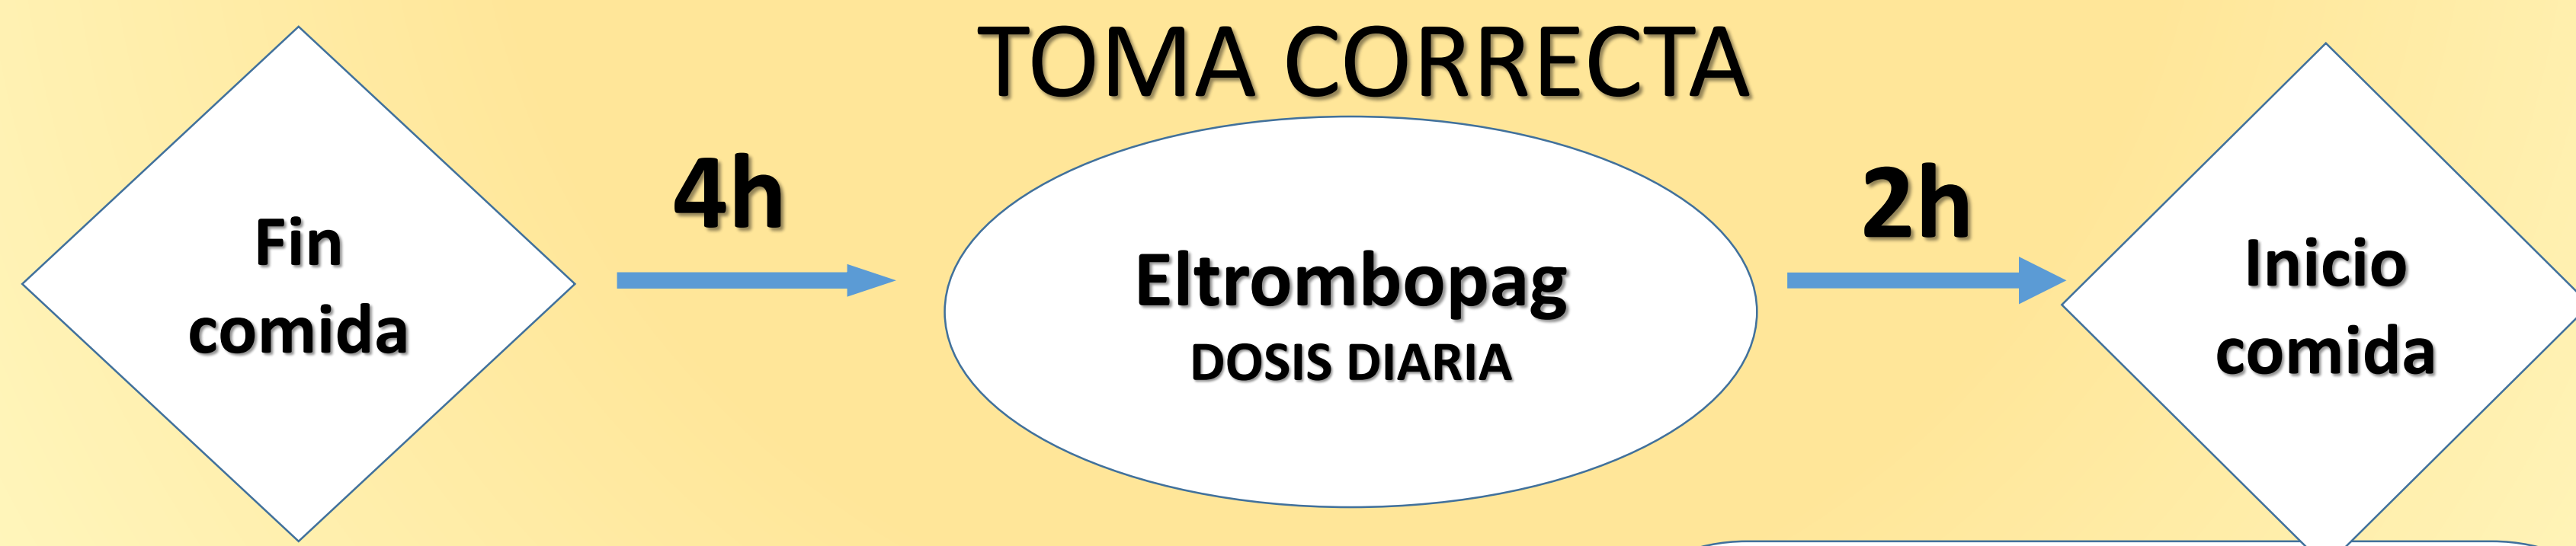 TOMA CORRECTA
Fin
comida
4h
Eltrombopag
DOSIS DIARIA
2h
Inicio
comida